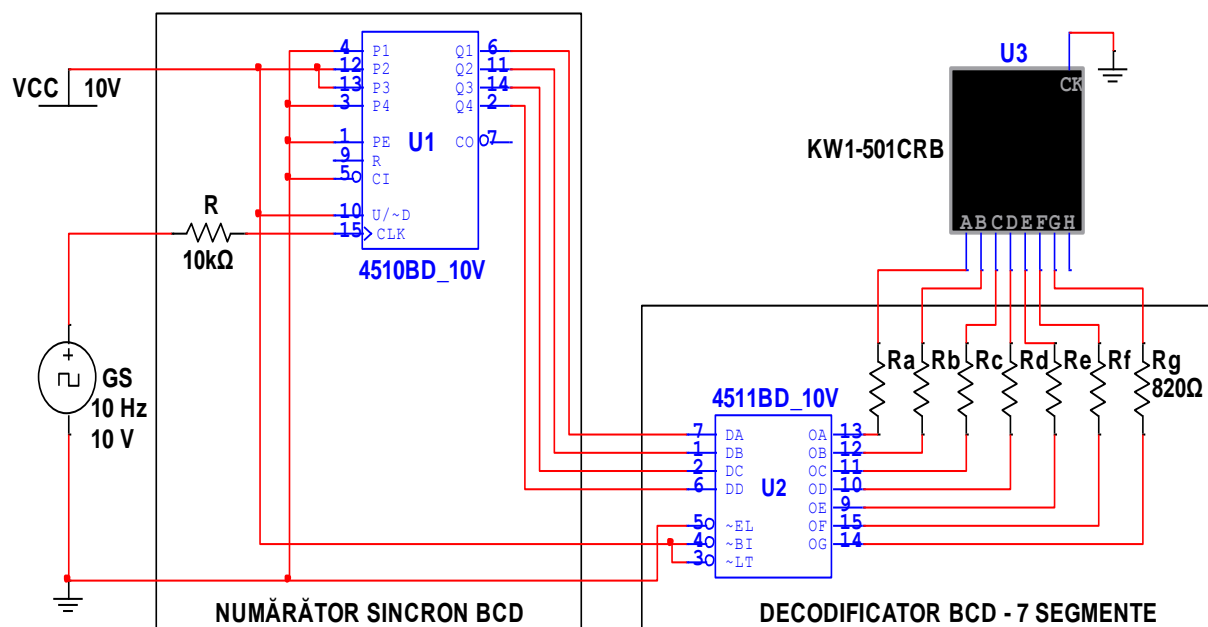 VCC 10V
R
10kΩ
GS
10 Hz
10 V
4 P1 Q1 6
12 P2 Q2 11
13 P3 Q3 14
3 P4 Q4 2
1 PE U1 CO 7
9 R
5 CI
10 U/~D
15 CLK
4510BD_10V
NUMĂRĂTOR SINCRON BCD
U3
CK
KW1-501CRB
A B C D E F G H
Ra Rb Rc Rd Re Rf Rg
820Ω
4511BD_10V
7 DA OA 13
1 DB OB 12
2 DC OC 11
6 DD U2 OD 10
OE 9
5 ~EL OF 15
4 ~BI OG 14
3 ~LT
DECODIFICATOR BCD - 7 SEGMENTE